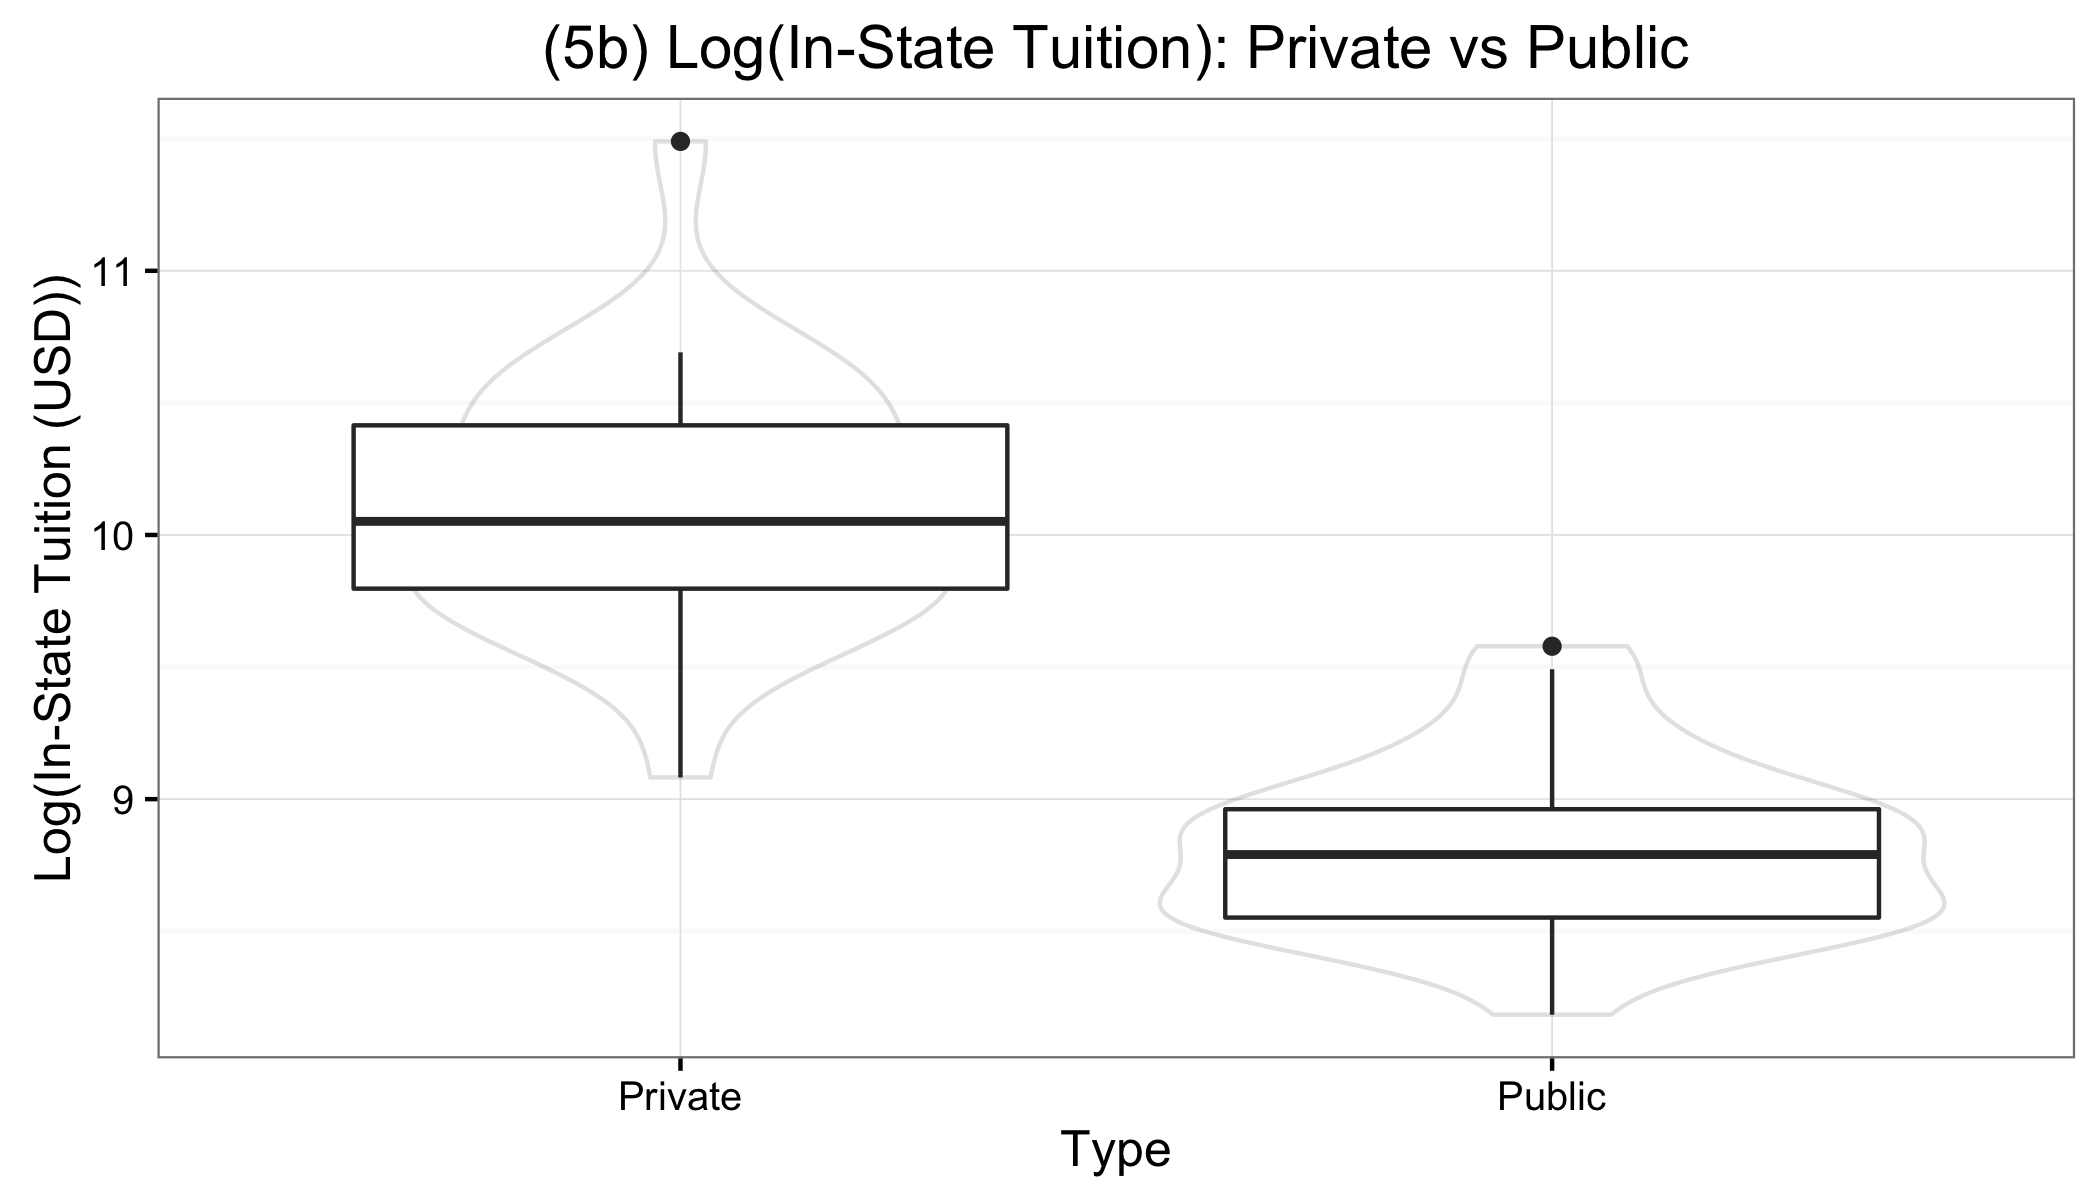 (5b) Log(In-State Tuition): Private vs Public
Log(In-State Tuition (USD)))
11
10
9
Private
Public
Type